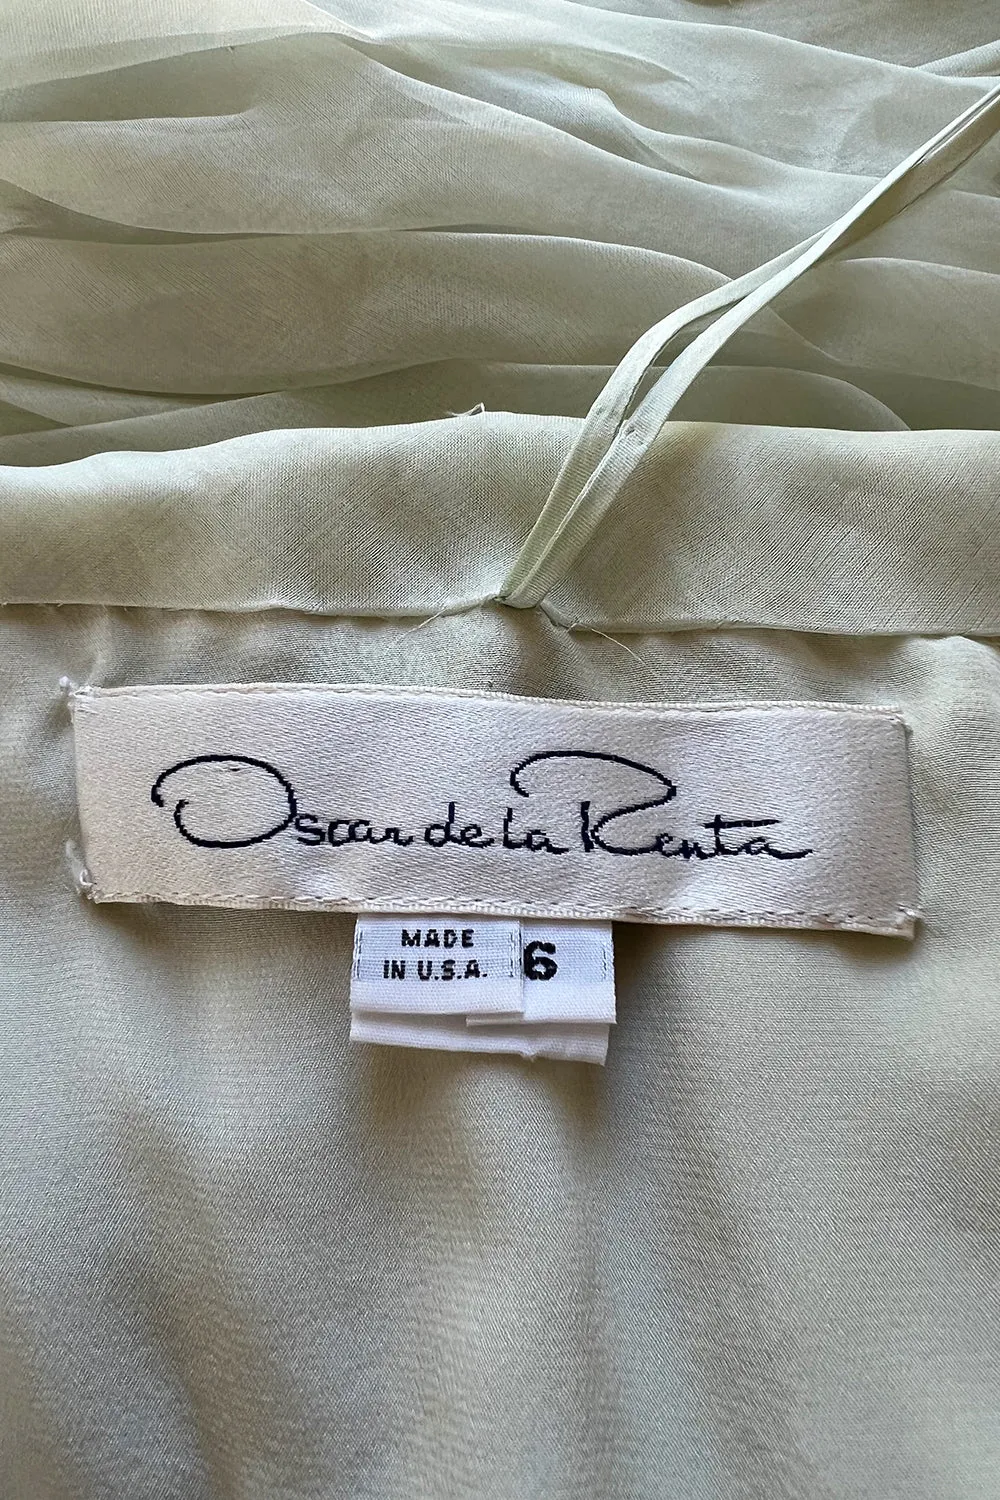 Oscar de la Renta
MADE
IN U.S.A.
6